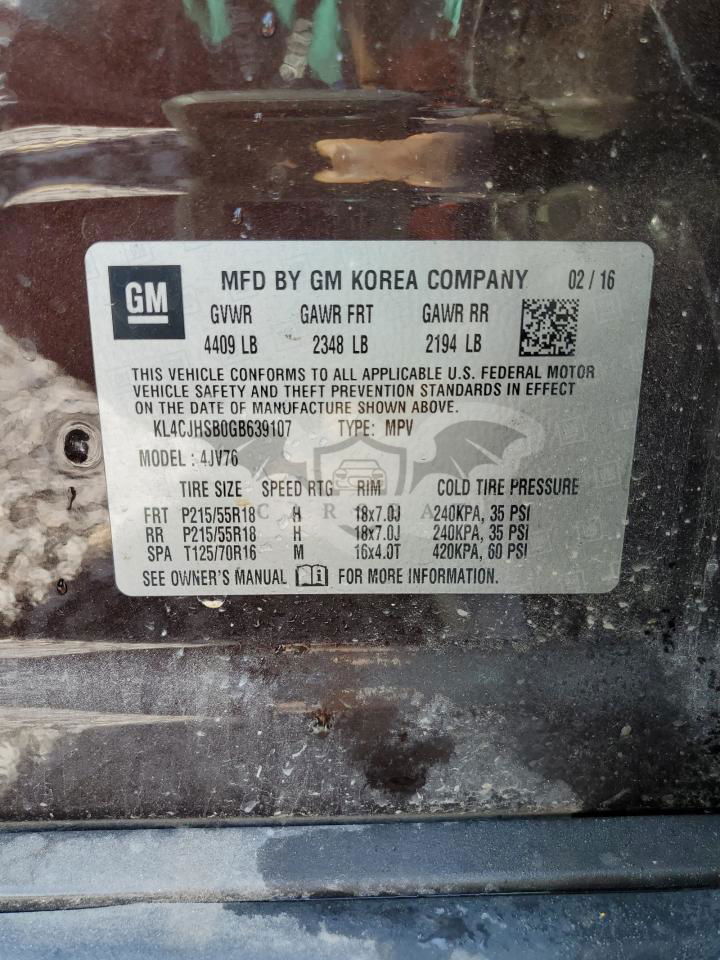 GM
MFD BY GM KOREA COMPANY 02 / 16
GVWR GAWR FRT GAWR RR
4409 LB 2348 LB 2194 LB
THIS VEHICLE CONFORMS TO ALL APPLICABLE U.S. FEDERAL MOTOR
VEHICLE SAFETY AND THEFT PREVENTION STANDARDS IN EFFECT
ON THE DATE OF MANUFACTURE SHOWN ABOVE.
KL4CJHSB0GB639107 TYPE: MPV
MODEL : 4JV76
TIRE SIZE SPEED RTG RIM COLD TIRE PRESSURE
FRT P215/55R18 H 18x7.0J 240KPA, 35 PSI
RR P215/55R18 H 18x7.0J 240KPA, 35 PSI
SPA T125/70R16 M 16x4.0T 420KPA, 60 PSI
SEE OWNER'S MANUAL FOR MORE INFORMATION.